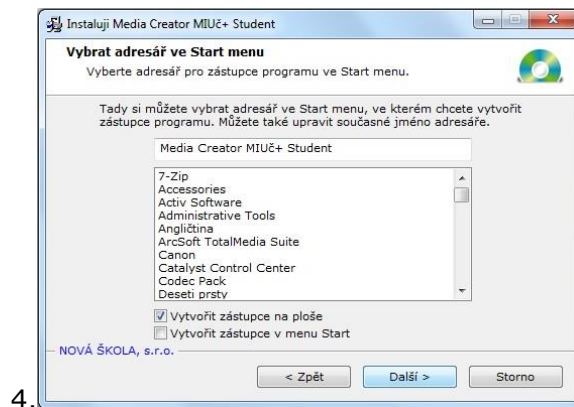 Instaluji Media Creator MIUč+ Student
Vybrat adresář ve Start menu
Vyberte adresář pro zástupce programu ve Start menu.
Tady si můžete vybrat adresář ve Start menu, ve kterém chcete vytvořit
zástupce programu. Můžete také upravit současné jméno adresáře.
Media Creator MIUč+ Student
7-Zip
Accessories
Activ Software
Administrative Tools
Angličtina
ArcSoft TotalMedia Suite
Canon
Catalyst Control Center
Codec Pack
Deseti prsty
Vytvořit zástupce na ploše
Vytvořit zástupce v menu Start
NOVÁ ŠKOLA, s.r.o.
< Zpět
Další >
Storno
4.